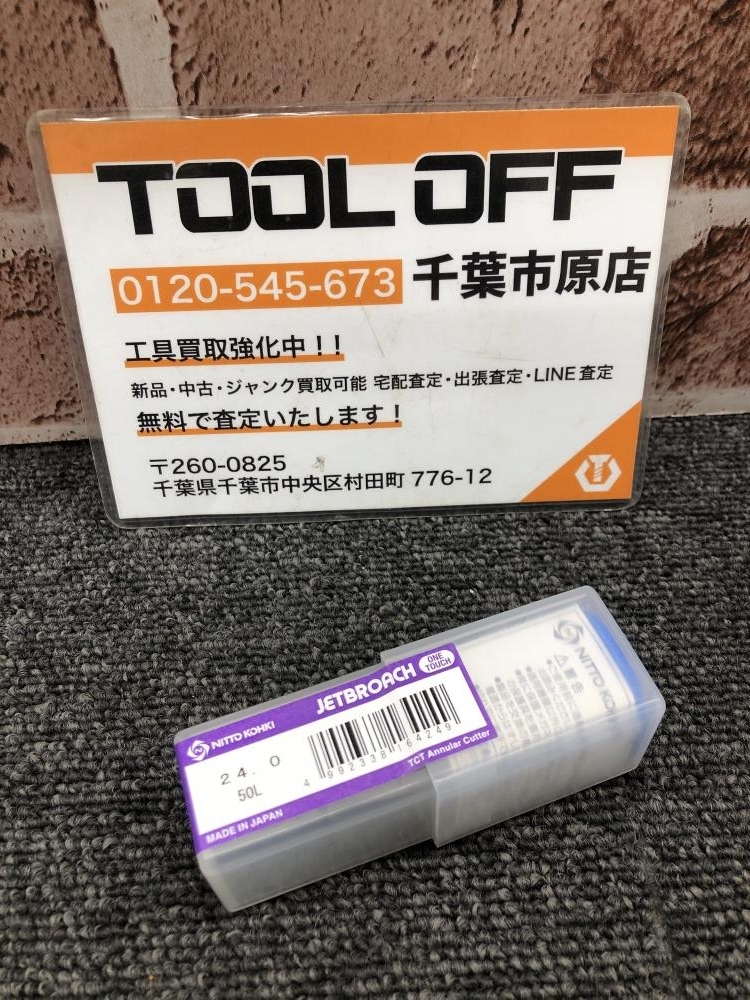 TOOL OFF
0120-545-673 千葉市原店
工具買取強化中！！
新品・中古・ジャンク買取可能 宅配査定・出張査定・LINE査定
無料で査定いたします！
〒260-0825
千葉県千葉市中央区村田町 776-12
NITTO KOHKI
JETBROACH ONE TOUCH
24.0
50L
4992338164249
MADE IN JAPAN
TCT Annular Cutter
NITTO KOHKI